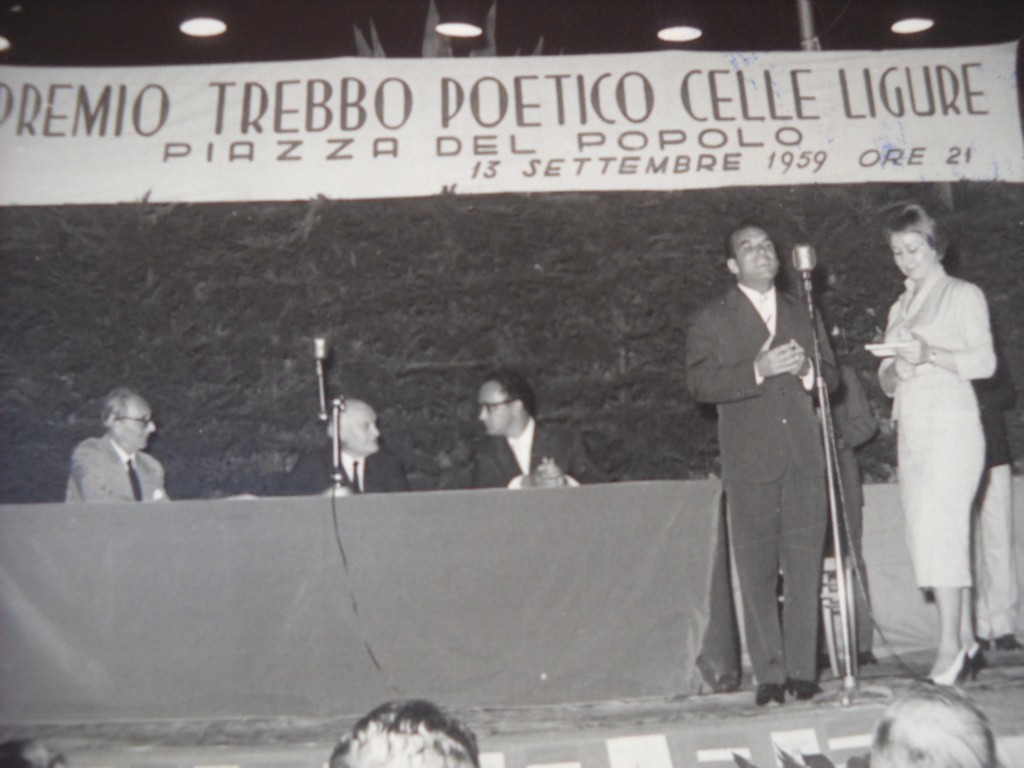 PREMIO TREBBO POETICO CELLE LIGURE
PIAZZA DEL POPOLO
13 SETTEMBRE 1959 ORE 21